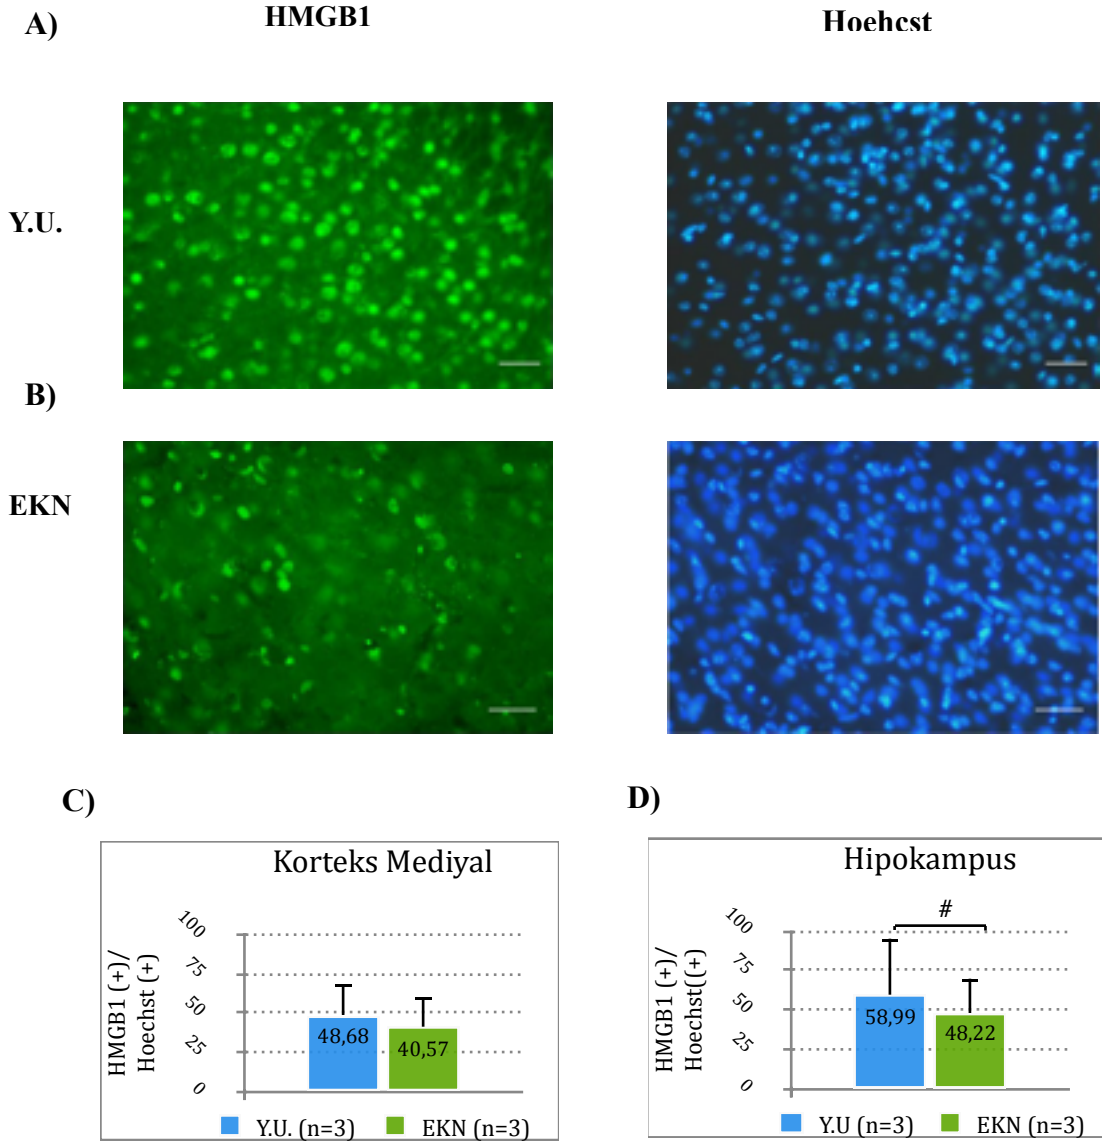 A)
HMGB1
Hoehcst
Y.U.
B)
EKN
C)
D)
Korteks Mediyal
HMGB1 (+)/
Hoechst (+)
100
75
50
25
0
48,68
40,57
Y.U. (n=3)
EKN (n=3)
Hipokampus
HMGB1 (+)/
Hoechst((+)
100
75
50
25
0
#
58,99
48,22
Y.U (n=3)
EKN (n=3)